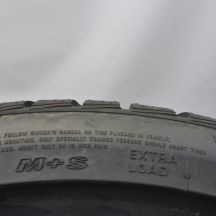 FOLLOW OWNER'S MANUAL OR TIRE PLACARD IN VEHICLE.
MOUNTING. ONLY SPECIALLY TRAINED PERSONS SHOULD MOUNT TIRES
M+S
EXTRA
LOAD